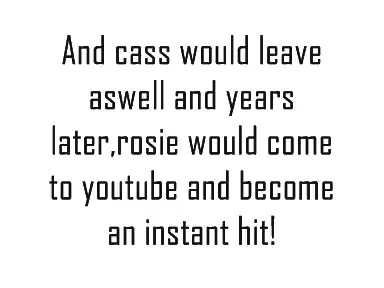 And cass would leave
aswell and years
later,rosie would come
to youtube and become
an instant hit!